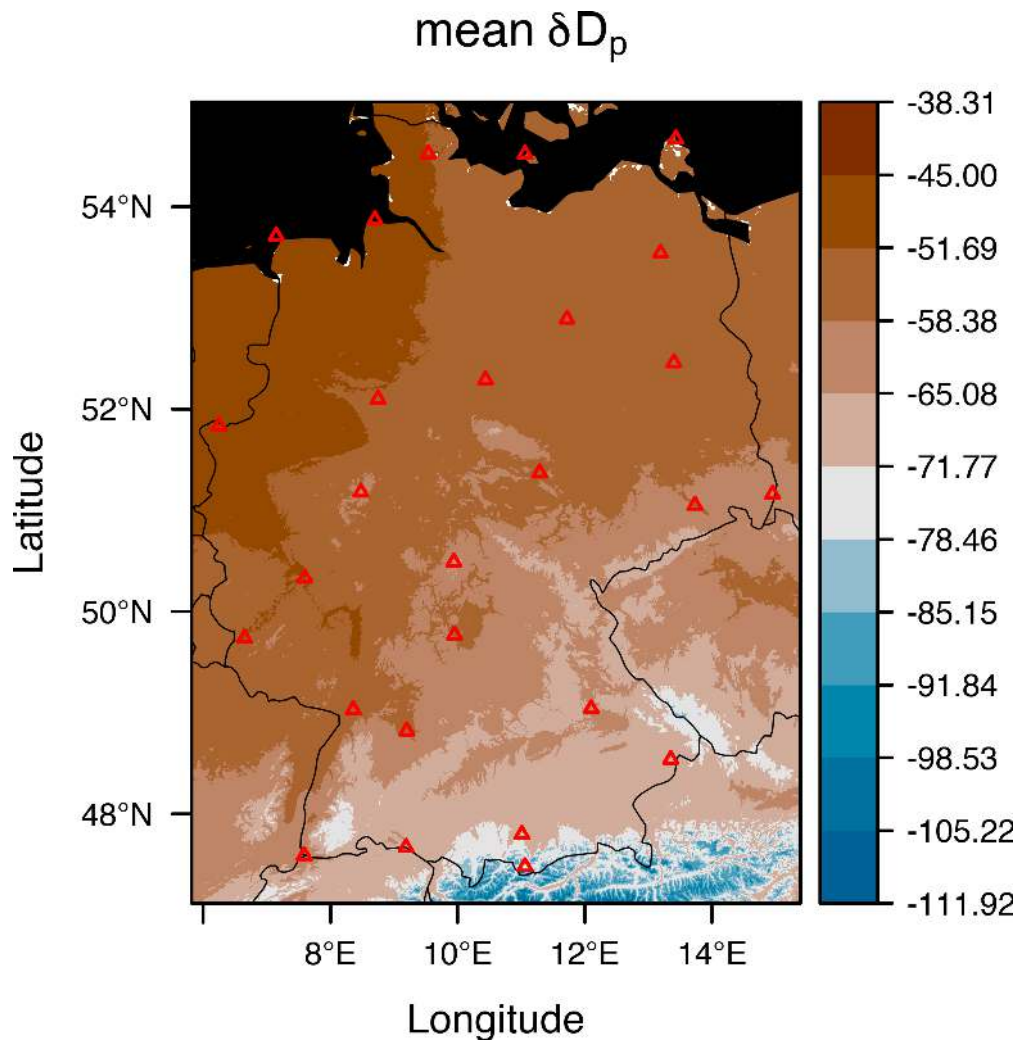 mean δDp
54°N
52°N
50°N
48°N
Latitude
8°E 10°E 12°E 14°E
Longitude
-38.31
-45.00
-51.69
-58.38
-65.08
-71.77
-78.46
-85.15
-91.84
-98.53
-105.22
-111.92